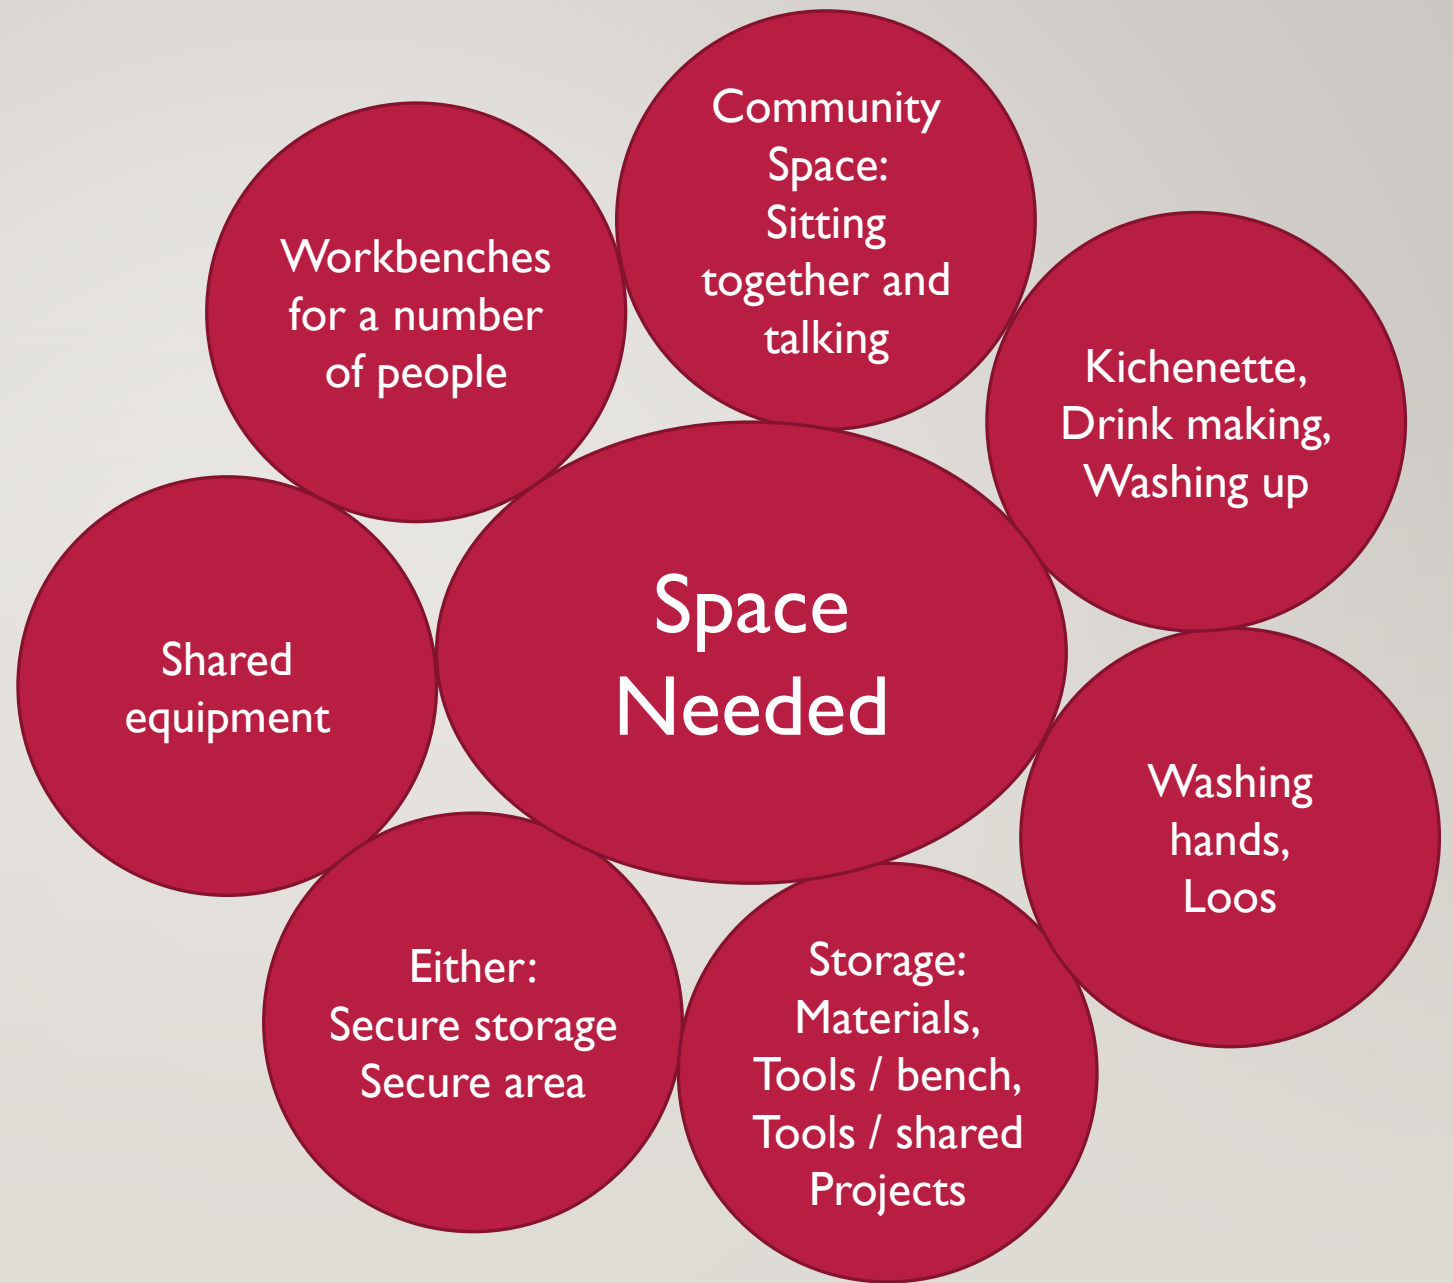 Community
Space:
Sitting
together and
talking
Workbenches
for a number
of people
Kichenette,
Drink making,
Washing up
Space
Needed
Shared
equipment
Washing
hands,
Loos
Either:
Secure storage
Secure area
Storage:
Materials,
Tools / bench,
Tools / shared
Projects